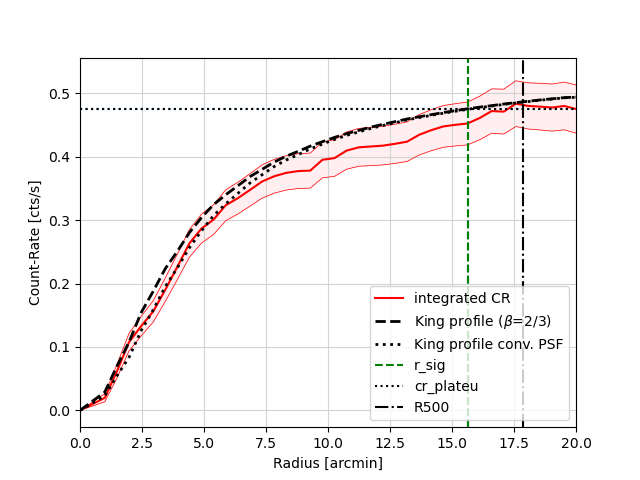 0.5
0.4
0.3
0.2
0.1
0.0
Count-Rate [cts/s]
integrated CR
King profile (β=2/3)
King profile conv. PSF
r_sig
cr_plateu
R500
0.0 2.5 5.0 7.5 10.0 12.5 15.0 17.5 20.0
Radius [arcmin]